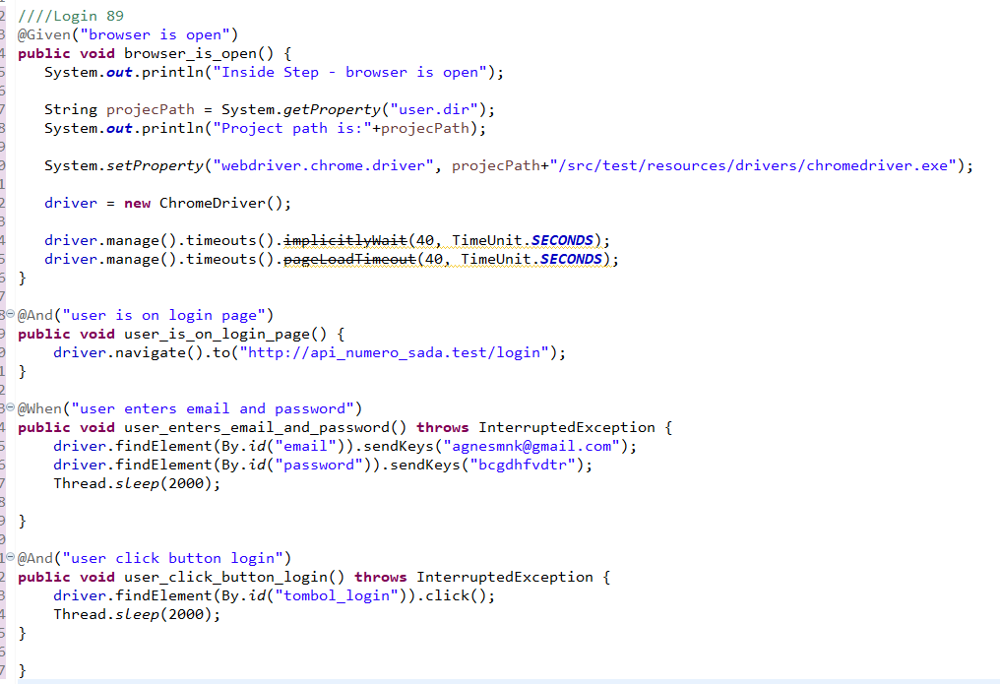 ////Login 89
@Given("browser is open")
public void browser_is_open() {
System.out.println("Inside Step - browser is open");
String projecPath = System.getProperty("user.dir");
System.out.println("Project path is:"+projecPath);
System.setProperty("webdriver.chrome.driver", projecPath+"/src/test/resources/drivers/chromedriver.exe");
driver = new ChromeDriver();
driver.manage().timeouts().implicitlyWait(40, TimeUnit.SECONDS);
driver.manage().timeouts().pageLoadTimeout(40, TimeUnit.SECONDS);
}
@And("user is on login page")
public void user_is_on_login_page() {
driver.navigate().to("http://api_numero_sada.test/login");
}
@When("user enters email and password")
public void user_enters_email_and_password() throws InterruptedException {
driver.findElement(By.id("email")).sendKeys("agnesmnk@gmail.com");
driver.findElement(By.id("password")).sendKeys("bcgdhfvdtr");
Thread.sleep(2000);
}
@And("user click button login")
public void user_click_button_login() throws InterruptedException {
driver.findElement(By.id("tombol_login")).click();
Thread.sleep(2000);
}
}